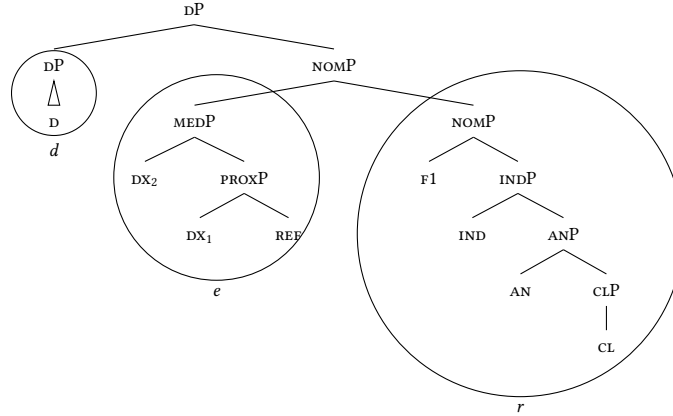 DP
DP NOMP
D MEDP NOMP
d
DX₂ PROXP F1 INDP
DX₁ REF IND ANP
e AN CLP
CL
r